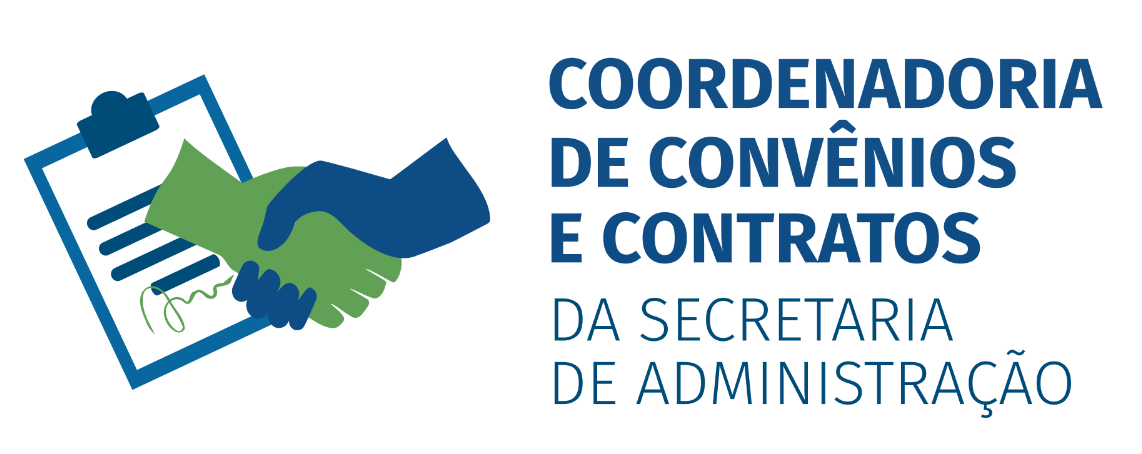 COORDENADORIA
DE CONVÊNIOS
E CONTRATOS
DA SECRETARIA
DE ADMINISTRAÇÃO